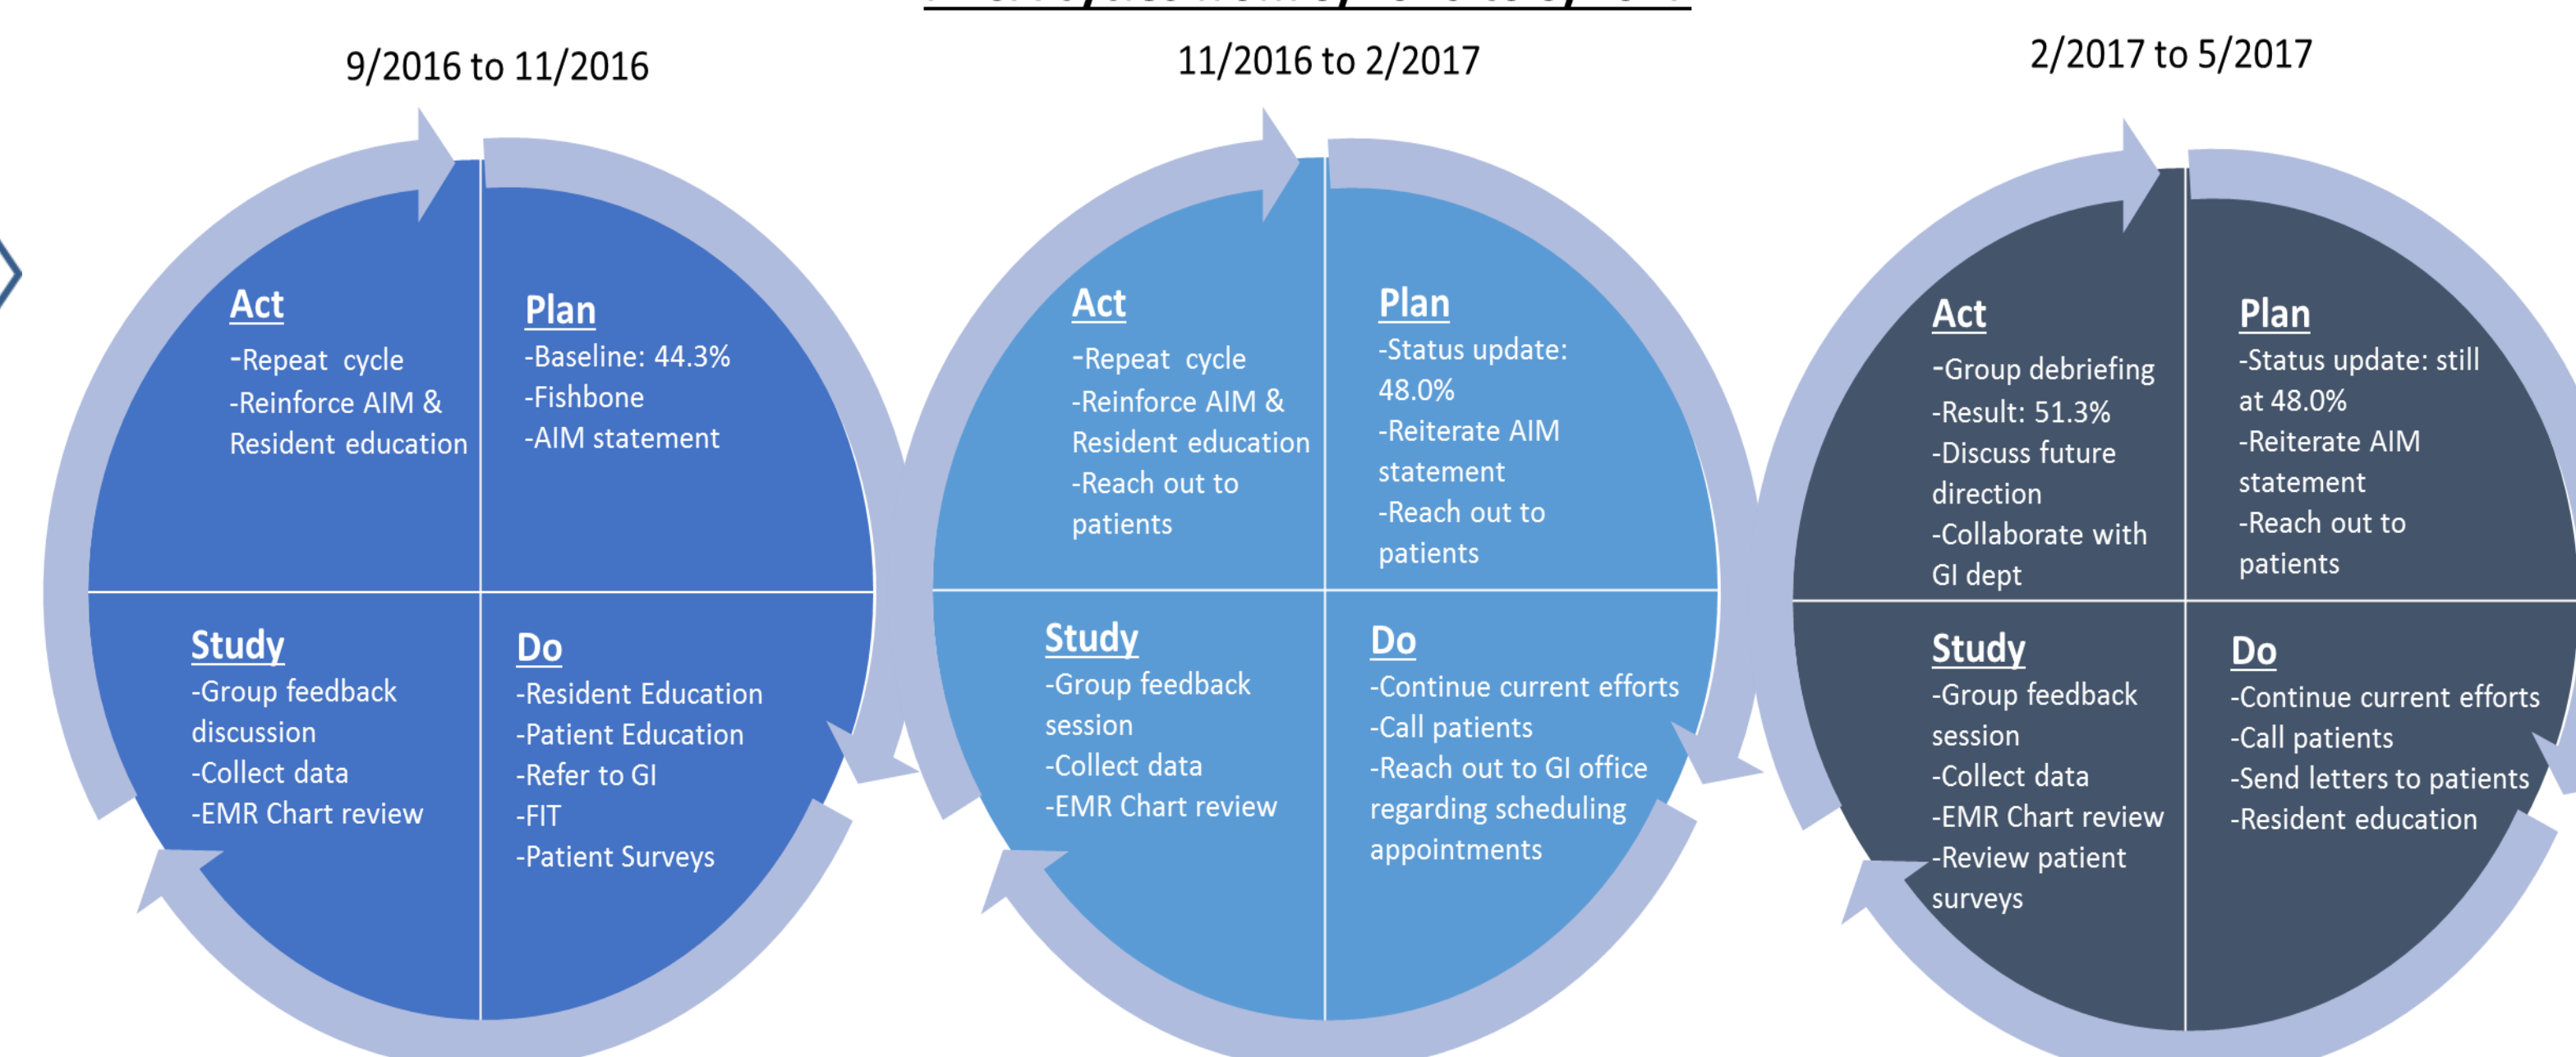 9/2016 to 11/2016
Act
-Repeat cycle
-Reinforce AIM &
Resident education
Plan
-Baseline: 44.3%
-Fishbone
-AIM statement
Study
-Group feedback
discussion
-Collect data
-EMR Chart review
Do
-Resident Education
-Patient Education
-Refer to GI
-FIT
-Patient Surveys
11/2016 to 2/2017
Act
-Repeat cycle
-Reinforce AIM &
Resident education
-Reach out to
patients
Plan
-Status update:
48.0%
-Reiterate AIM
statement
-Reach out to
patients
Study
-Group feedback
session
-Collect data
-EMR Chart review
Do
-Continue current efforts
-Call patients
-Reach out to GI office
regarding scheduling
appointments
2/2017 to 5/2017
Act
-Group debriefing
-Result: 51.3%
-Discuss future
direction
-Collaborate with
GI dept
Plan
-Status update: still
at 48.0%
-Reiterate AIM
statement
-Reach out to
patients
Study
-Group feedback
session
-Collect data
-EMR Chart review
-Review patient
surveys
Do
-Continue current efforts
-Call patients
-Send letters to patients
-Resident education